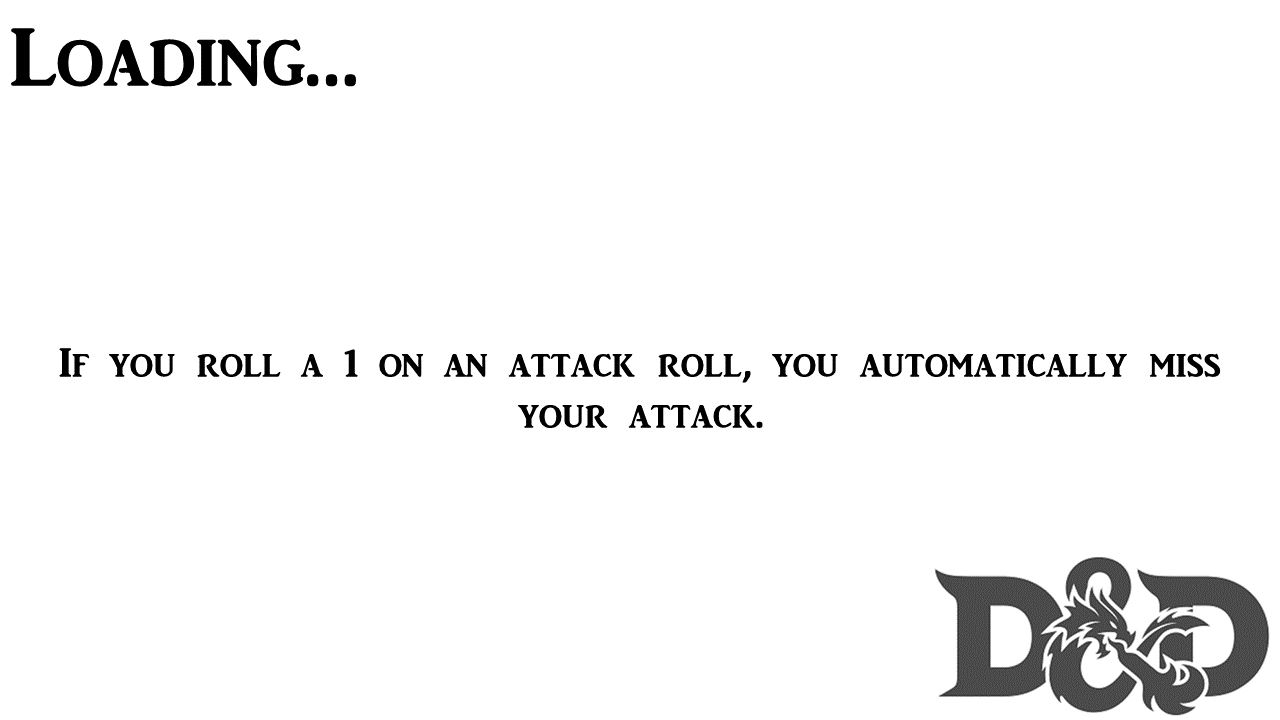 Loading...
If you roll a 1 on an attack roll, you automatically miss
your attack.
D&D